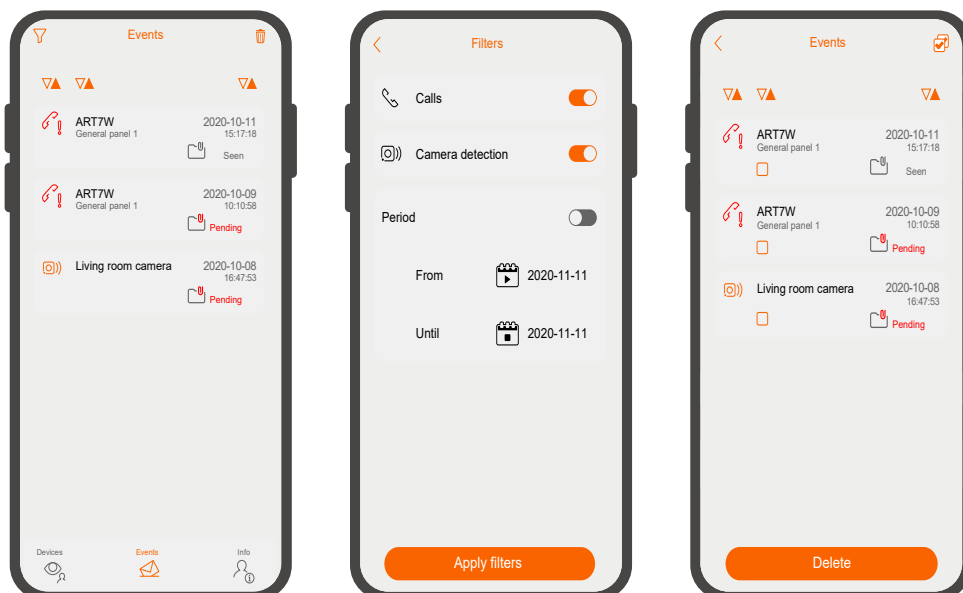 Events
ART7W
2020-10-11
General panel 1
15:17:18
Seen
ART7W
2020-10-09
General panel 1
10:10:58
Pending
Living room camera
2020-10-08
16:47:53
Pending
Devices
Events
Info
Filters
Calls
Camera detection
Period
From
2020-11-11
Until
2020-11-11
Apply filters
Events
ART7W
2020-10-11
General panel 1
15:17:18
Seen
ART7W
2020-10-09
General panel 1
10:10:58
Pending
Living room camera
2020-10-08
16:47:53
Pending
Delete